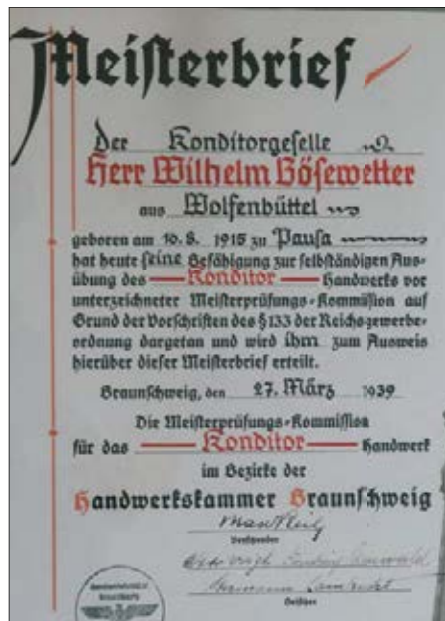 Meisterbrief
Der Konditorgeselle
Herr Wilhelm Bösewetter
aus Wolfenbüttel
geboren am 16. 8. 1915 zu Pausa
hat heute seine Befähigung zur selbständigen Aus-
übung des Konditor Handwerks vor
unterzeichneter Meisterprüfungs-Kommission auf
Grund der Vorschriften des § 133 der Reichsgewerbe-
ordnung dargetan und wird ihm zum Ausweis
hierüber dieser Meisterbrief erteilt.
Braunschweig, den 27. März 1939
Die Meisterprüfungs-Kommission
für das Konditor Handwerk
im Bezirke der
Handwerkskammer Braunschweig
Vorsitzender
Beisitzer